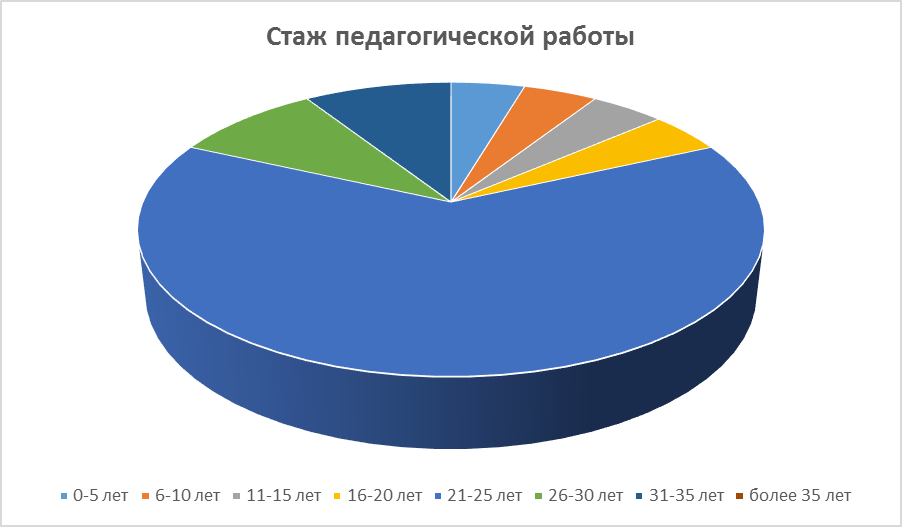 Стаж педагогической работы
0-5 лет 6-10 лет 11-15 лет 16-20 лет 21-25 лет 26-30 лет 31-35 лет более 35 лет